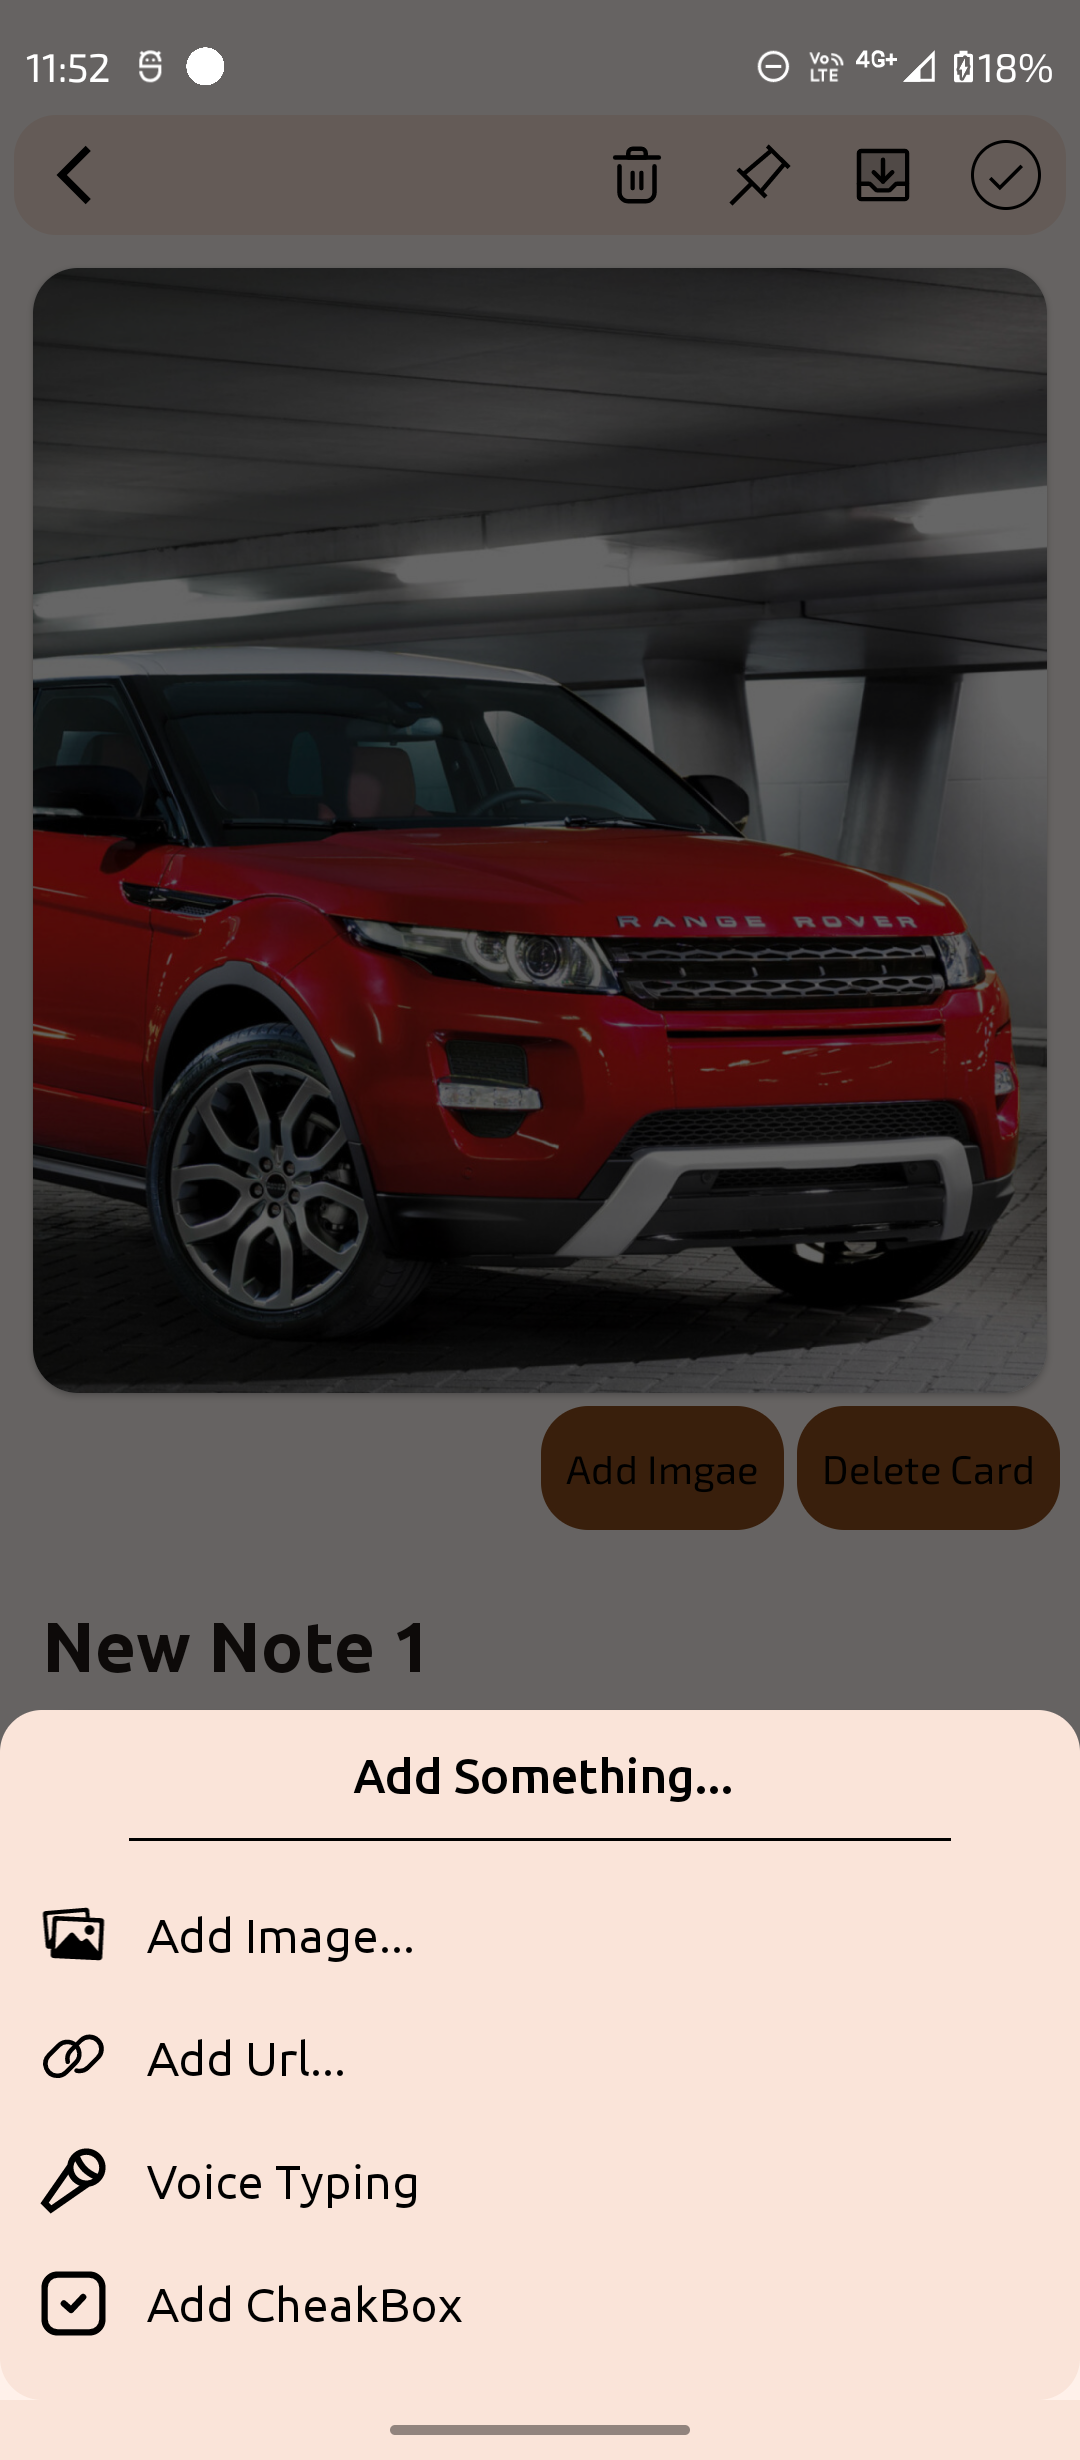 11:52 Vo LTE 4G+ 18%
RANGE ROVER
Add Imgae Delete Card
New Note 1
Add Something...
Add Image...
Add Url...
Voice Typing
Add CheakBox